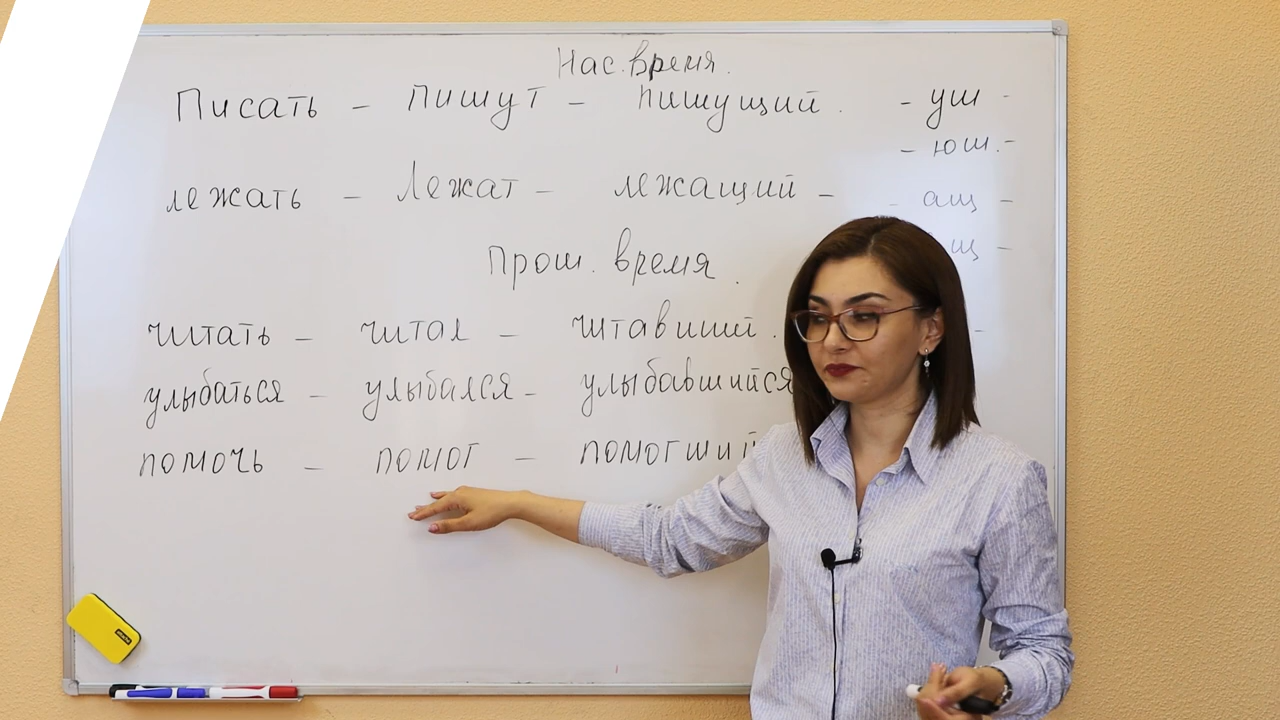 Нас. время.
Писать – пишут – пишущий. - ущ -
- ющ. -
лежать – лежат – лежащий – - ащ -
Прош. время.
читать – читал – читавший.
улыбаться – улыбался – улыбавшийся
помочь – помог – помогший